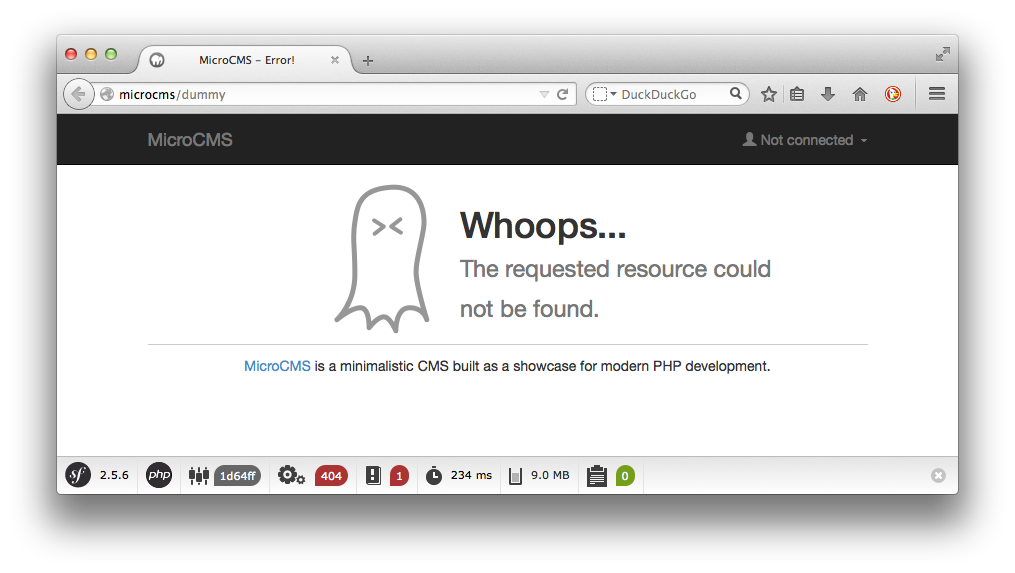 MicroCMS – Error!
microcms/dummy
DuckDuckGo
MicroCMS
Not connected
Whoops...
The requested resource could
not be found.
MicroCMS is a minimalistic CMS built as a showcase for modern PHP development.
sf 2.5.6 php 1d64ff 404 1 234 ms 9.0 MB 0